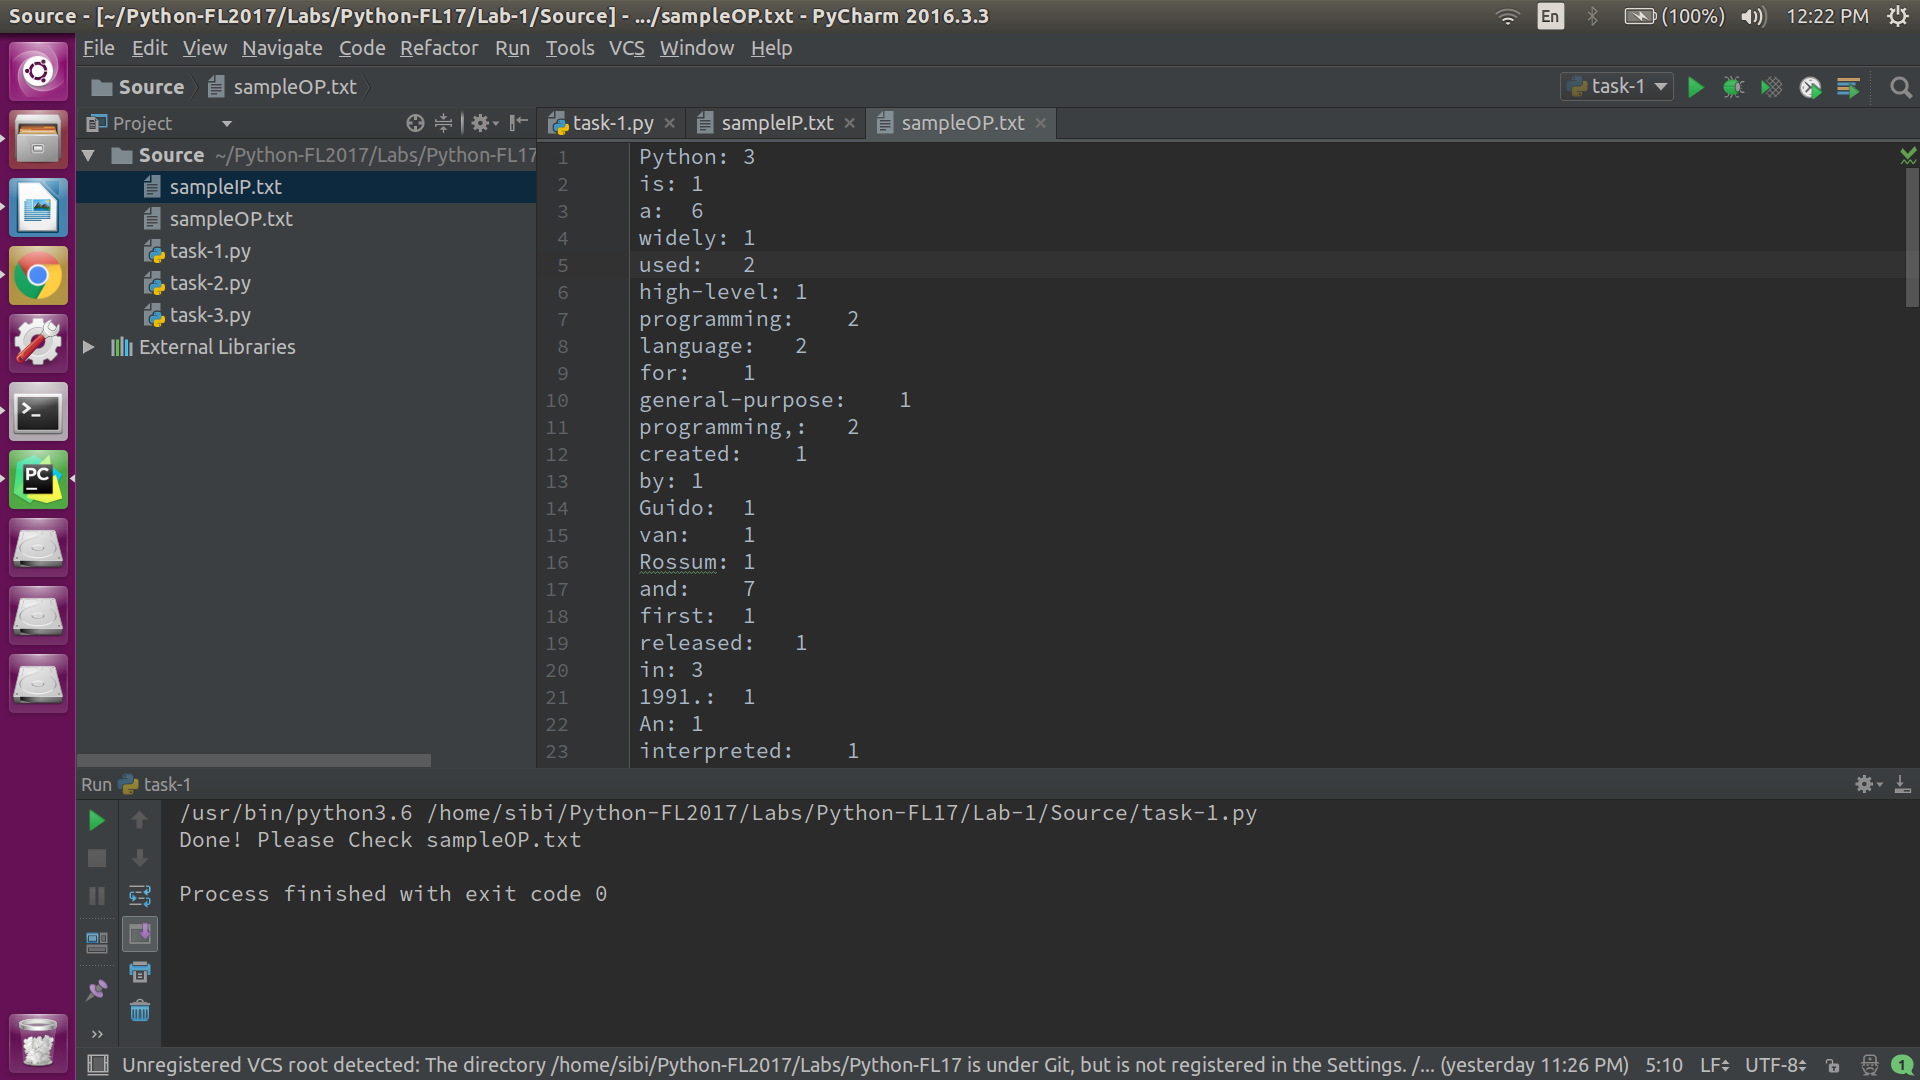 Source - [~/Python-FL2017/Labs/Python-FL17/Lab-1/Source] - .../sampleOP.txt - PyCharm 2016.3.3
En (100%) 12:22 PM
File Edit View Navigate Code Refactor Run Tools VCS Window Help
Source sampleOP.txt
task-1
Project
task-1.py sampleIP.txt sampleOP.txt
Source ~/Python-FL2017/Labs/Python-FL17
sampleIP.txt
sampleOP.txt
task-1.py
task-2.py
task-3.py
External Libraries
1 Python: 3
2 is: 1
3 a: 6
4 widely: 1
5 used: 2
6 high-level: 1
7 programming: 2
8 language: 2
9 for: 1
10 general-purpose: 1
11 programming,: 2
12 created: 1
13 by: 1
14 Guido: 1
15 van: 1
16 Rossum: 1
17 and: 7
18 first: 1
19 released: 1
20 in: 3
21 1991.: 1
22 An: 1
23 interpreted: 1
PC
Run task-1
/usr/bin/python3.6 /home/sibi/Python-FL2017/Labs/Python-FL17/Lab-1/Source/task-1.py
Done! Please Check sampleOP.txt
Process finished with exit code 0
Unregistered VCS root detected: The directory /home/sibi/Python-FL2017/Labs/Python-FL17 is under Git, but is not registered in the Settings. /... (yesterday 11:26 PM) 5:10 LF UTF-8 1